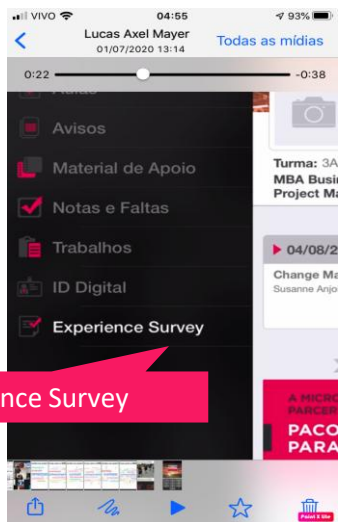 VIVO 04:55 93%
Lucas Axel Mayer
01/07/2020 13:14
Todas as mídias
0:22 -0:38
Aulas
Avisos
Material de Apoio
Notas e Faltas
Trabalhos
ID Digital
Experience Survey
nce Survey
Turma: 3A
MBA Busi
Project Ma
04/08/2
Change Ma
Susanne Anjo
A MICRO
PARCER
PACO
PARA